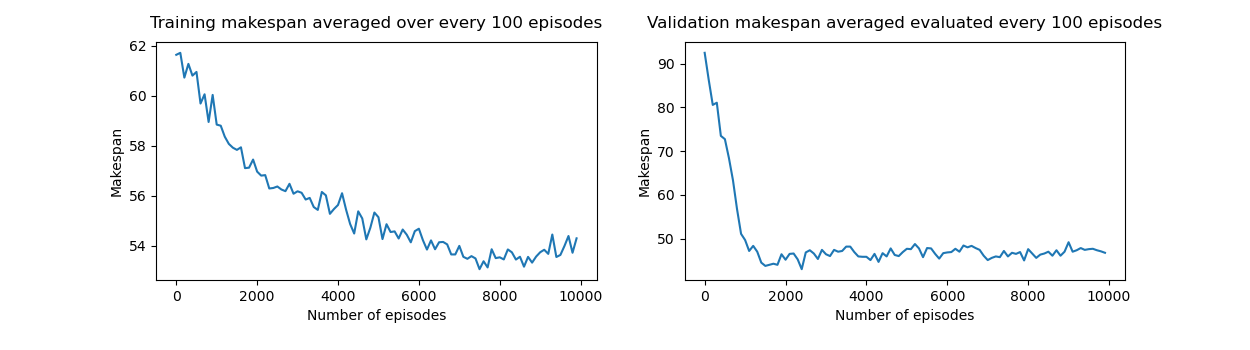 Training makespan averaged over every 100 episodes
62
60
58
56
54
Makespan
0 2000 4000 6000 8000 10000
Number of episodes
Validation makespan averaged evaluated every 100 episodes
90
80
70
60
50
Makespan
0 2000 4000 6000 8000 10000
Number of episodes